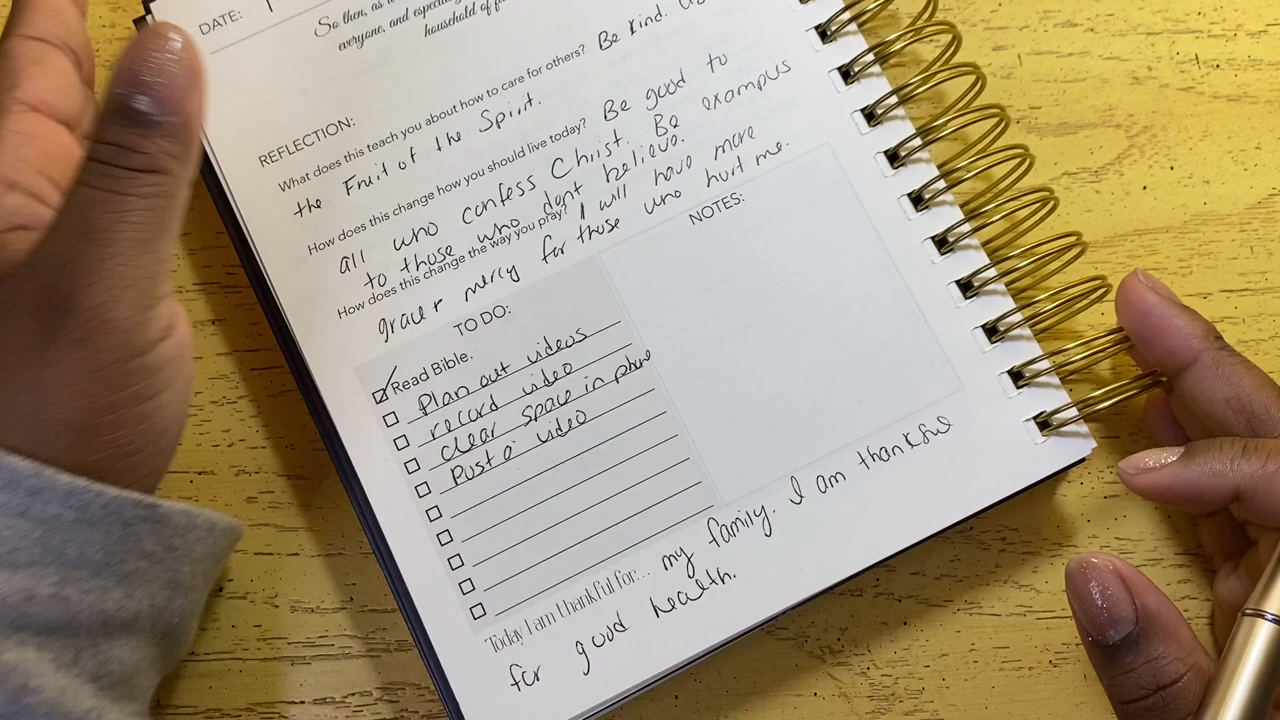 DATE:
So then, as
everyone, and especi
household of f
REFLECTION:
What does this teach you about how to care for others? Be kind.
the Fruit of the Spirit.
How does this change how you should live today? Be good to
all who confess Christ. Be exampus
to those who dont believe.
How does this change the way you pray? I will have more
grace + mercy for those who hurt me.
TO DO:
Read Bible.
Plan out videos
record video
clear space in phone
Post a video
NOTES:
Today I am thankful for... my family. I am thankful
for good health.